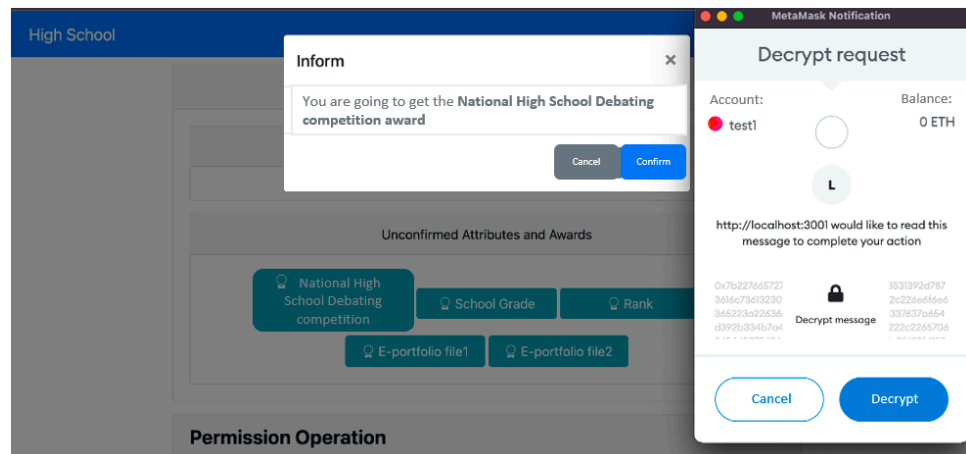 High School
Inform
×
You are going to get the National High School Debating
competition award
Cancel
Confirm
Unconfirmed Attributes and Awards
National High
School Debating
competition
School Grade
Rank
E-portfolio file1
E-portfolio file2
Permission Operation
MetaMask Notification
Decrypt request
Account:
Balance:
test1
0 ETH
L
http://localhost:3001 would like to read this
message to complete your action
Decrypt message
Cancel
Decrypt